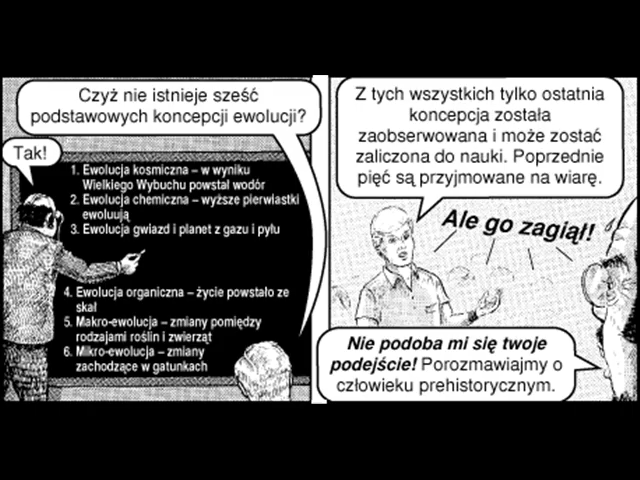 Czyż nie istnieje sześć
podstawowych koncepcji ewolucji?
Tak!
1. Ewolucja kosmiczna – w wyniku
Wielkiego Wybuchu powstał wodór
2. Ewolucja chemiczna – wyższe pierwiastki
ewoluują
3. Ewolucja gwiazd i planet z gazu i pyłu
4. Ewolucja organiczna – życie powstało ze
skał
5. Makro-ewolucja – zmiany pomiędzy
rodzajami roślin i zwierząt
6. Mikro-ewolucja – zmiany
zachodzące w gatunkach
Z tych wszystkich tylko ostatnia
koncepcja została
zaobserwowana i może zostać
zaliczona do nauki. Poprzednie
pięć są przyjmowane na wiarę.
Ale go zagiął!
Nie podoba mi się twoje
podejście! Porozmawiajmy o
człowieku prehistorycznym.